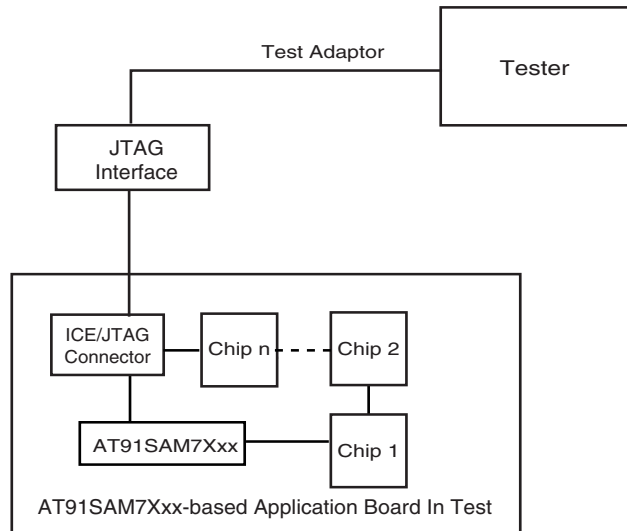 Test Adaptor
Tester
JTAG
Interface
ICE/JTAG
Connector
Chip n
Chip 2
AT91SAM7Xxx
Chip 1
AT91SAM7Xxx-based Application Board In Test